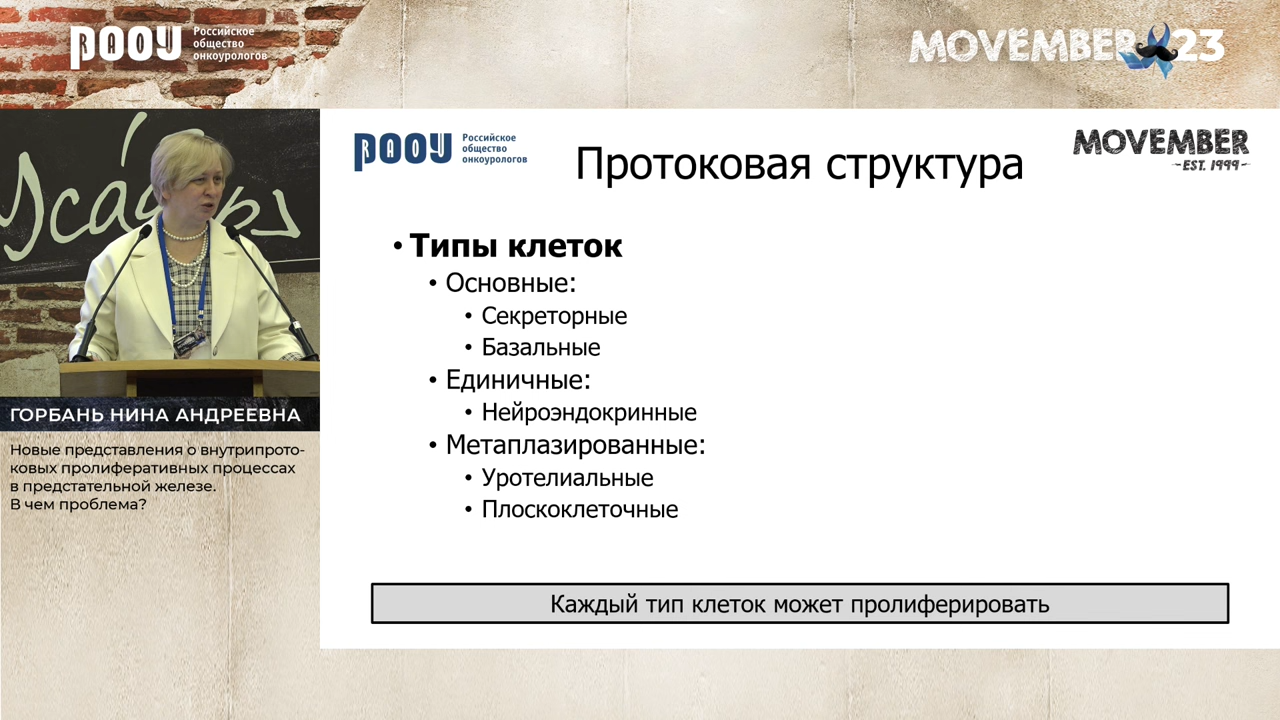 РООУ
Российское
общество
онкоурологов
MOVEMBER 23
РООУ
RAOU
Российское
общество
онкоурологов
Протоковая структура
MOVEMBER
EST. 1999
• Типы клеток
• Основные:
• Секреторные
• Базальные
• Единичные:
• Нейроэндокринные
• Метаплазированные:
• Уротелиальные
• Плоскоклеточные
Каждый тип клеток может пролиферировать
ГОРБАНЬ НИНА АНДРЕЕВНА
Новые представления о внутрипрото-
ковых пролиферативных процессах
в предстательной железе.
В чем проблема?